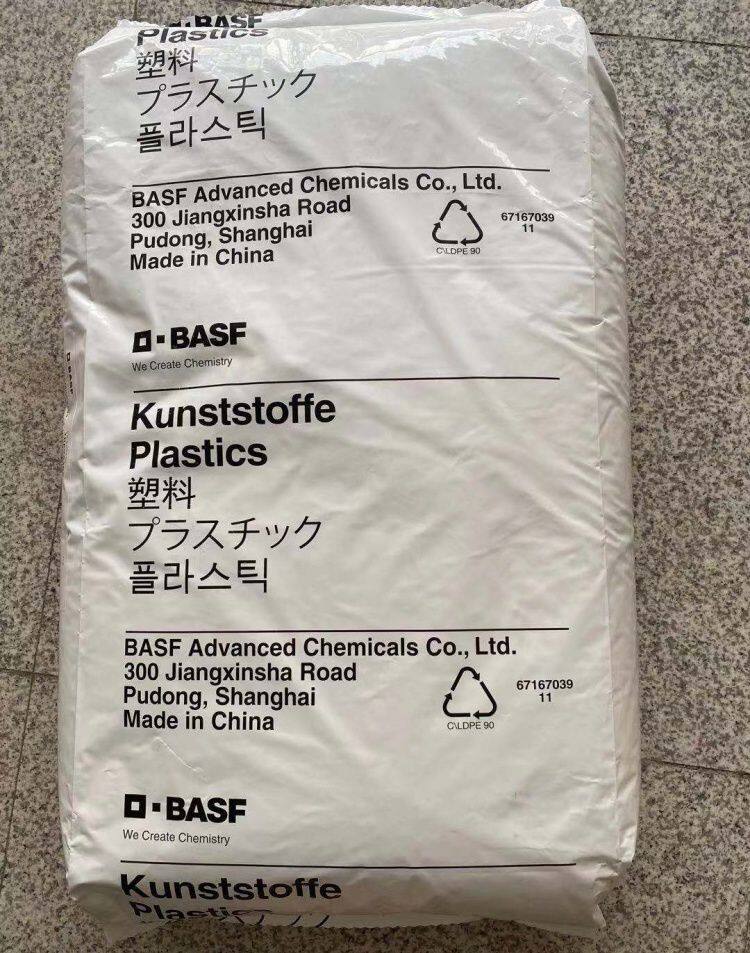 BASF
Plastics
塑料
プラスチック
플라스틱
BASF Advanced Chemicals Co., Ltd.
300 Jiangxinsha Road
Pudong, Shanghai
Made in China
C\LDPE 90
67167039
11
BASF
We Create Chemistry
Kunststoffe
Plastics
塑料
プラスチック
플라스틱
BASF Advanced Chemicals Co., Ltd.
300 Jiangxinsha Road
Pudong, Shanghai
Made in China
C\LDPE 90
67167039
11
BASF
We Create Chemistry
Kunststoffe
Plastics